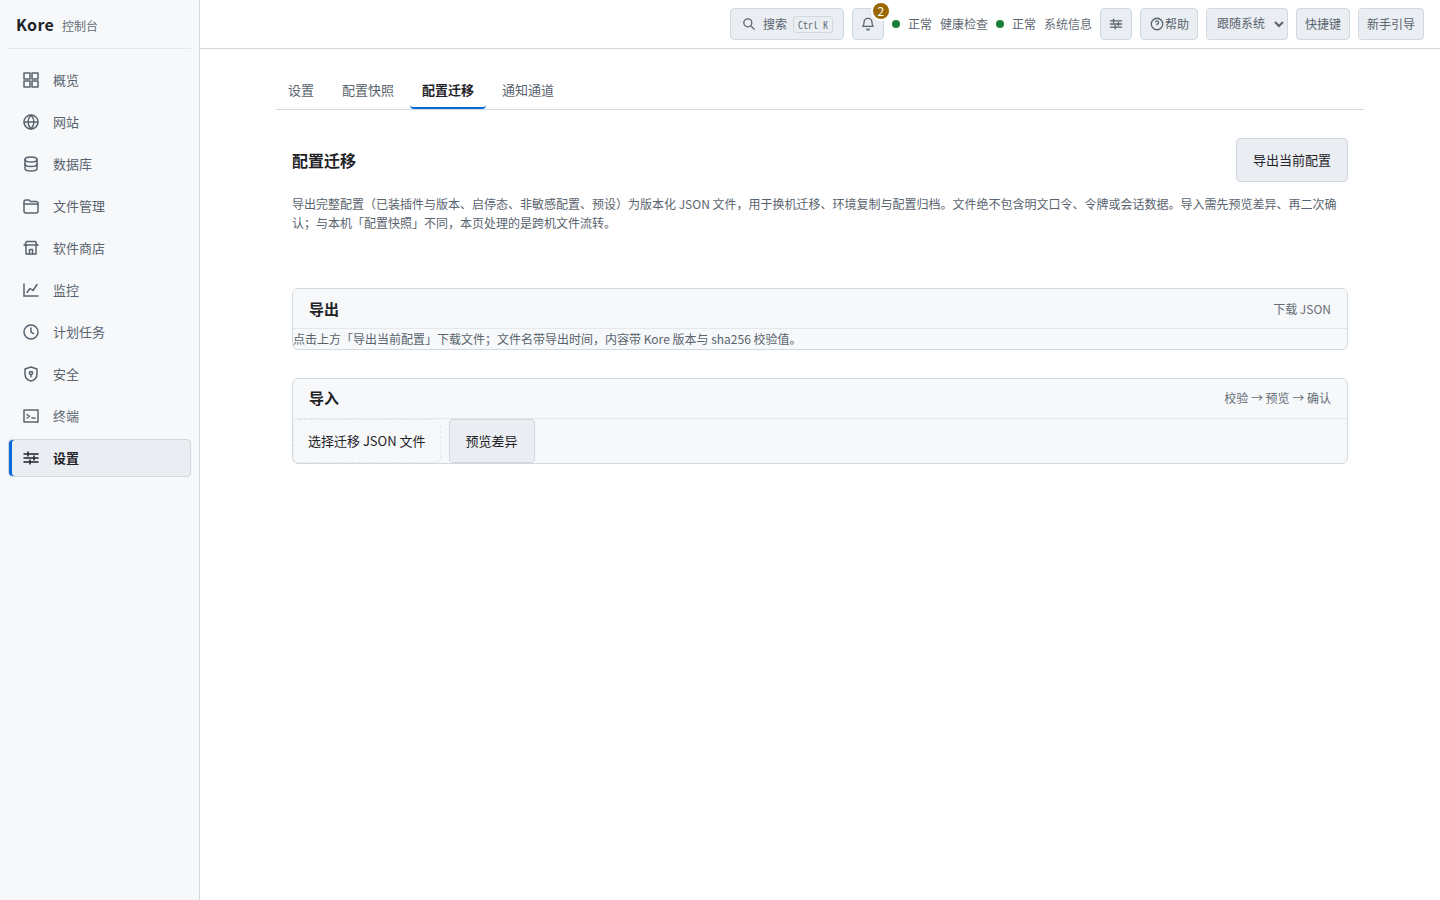 Kore 控制台
搜索 Ctrl K
2
正常 健康检查
正常 系统信息
帮助
跟随系统
快捷键
新手引导
概览
网站
数据库
文件管理
软件商店
监控
计划任务
安全
终端
设置
设置 配置快照 配置迁移 通知通道
配置迁移
导出当前配置
导出完整配置（已装插件与版本、启停态、非敏感配置、预设）为版本化 JSON 文件，用于换机迁移、环境复制与配置归档。文件绝不包含明文口令、令牌或会话数据。导入需先预览差异、再二次确
认；与本机「配置快照」不同，本页处理的是跨机文件流转。
导出
下载 JSON
点击上方「导出当前配置」下载文件；文件名带导出时间，内容带 Kore 版本与 sha256 校验值。
导入
校验 → 预览 → 确认
选择迁移 JSON 文件
预览差异